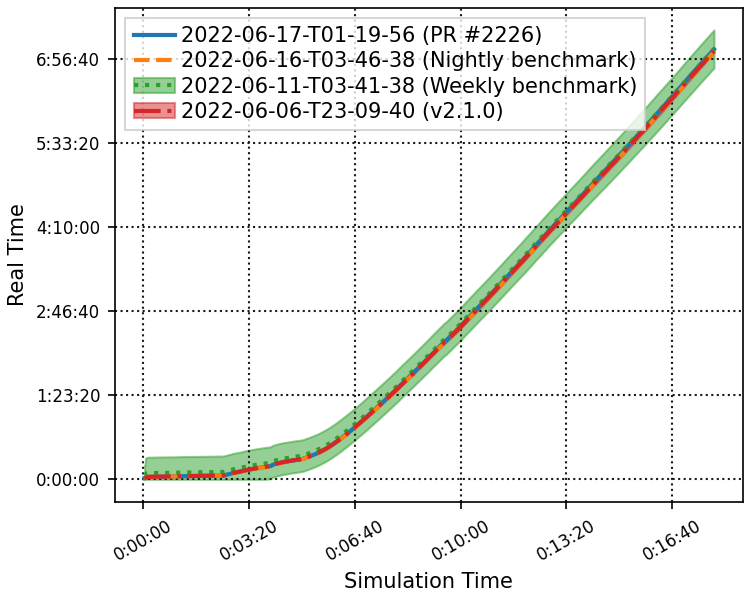 2022-06-17-T01-19-56 (PR #2226)
2022-06-16-T03-46-38 (Nightly benchmark)
2022-06-11-T03-41-38 (Weekly benchmark)
2022-06-06-T23-09-40 (v2.1.0)
Real Time
6:56:40
5:33:20
4:10:00
2:46:40
1:23:20
0:00:00
0:00:00
0:03:20
0:06:40
0:10:00
0:13:20
0:16:40
Simulation Time